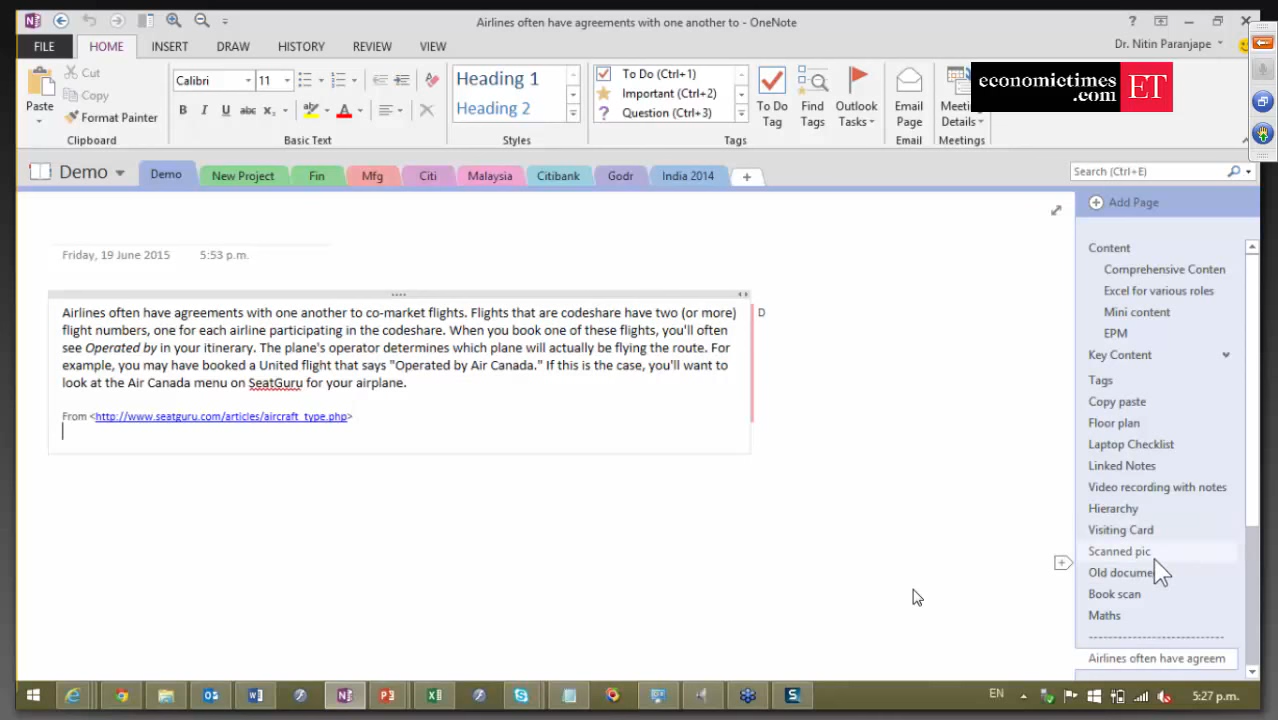 Airlines often have agreements with one another to - OneNote
?
FILE HOME INSERT DRAW HISTORY REVIEW VIEW
Dr. Nitin Paranjape
Paste
Cut
Copy
Format Painter
Clipboard
Calibri 11
B I U abc x₂ A
Basic Text
Heading 1
Heading 2
Styles
To Do (Ctrl+1)
Important (Ctrl+2)
? Question (Ctrl+3)
To Do
Tag
Find
Tags
Tags
Outlook
Tasks
Email
Page
Email
Details
Meetings
economictimes
.com
ET
Demo
Demo New Project Fin Mfg Citi Malaysia Citibank Godr India 2014
Search (Ctrl+E)
Add Page
Friday, 19 June 2015 5:53 p.m.
Airlines often have agreements with one another to co-market flights. Flights that are codeshare have two (or more)
flight numbers, one for each airline participating in the codeshare. When you book one of these flights, you'll often
see Operated by in your itinerary. The plane's operator determines which plane will actually be flying the route. For
example, you may have booked a United flight that says "Operated by Air Canada." If this is the case, you'll want to
look at the Air Canada menu on SeatGuru for your airplane.
From <http://www.seatguru.com/articles/aircraft_type.php>
D
Content
Comprehensive Conten
Excel for various roles
Mini content
EPM
Key Content
Tags
Copy paste
Floor plan
Laptop Checklist
Linked Notes
Video recording with notes
Hierarchy
Visiting Card
Scanned pic
Old docume
Book scan
Maths
--------------------------
Airlines often have agreem
EN
5:27 p.m.